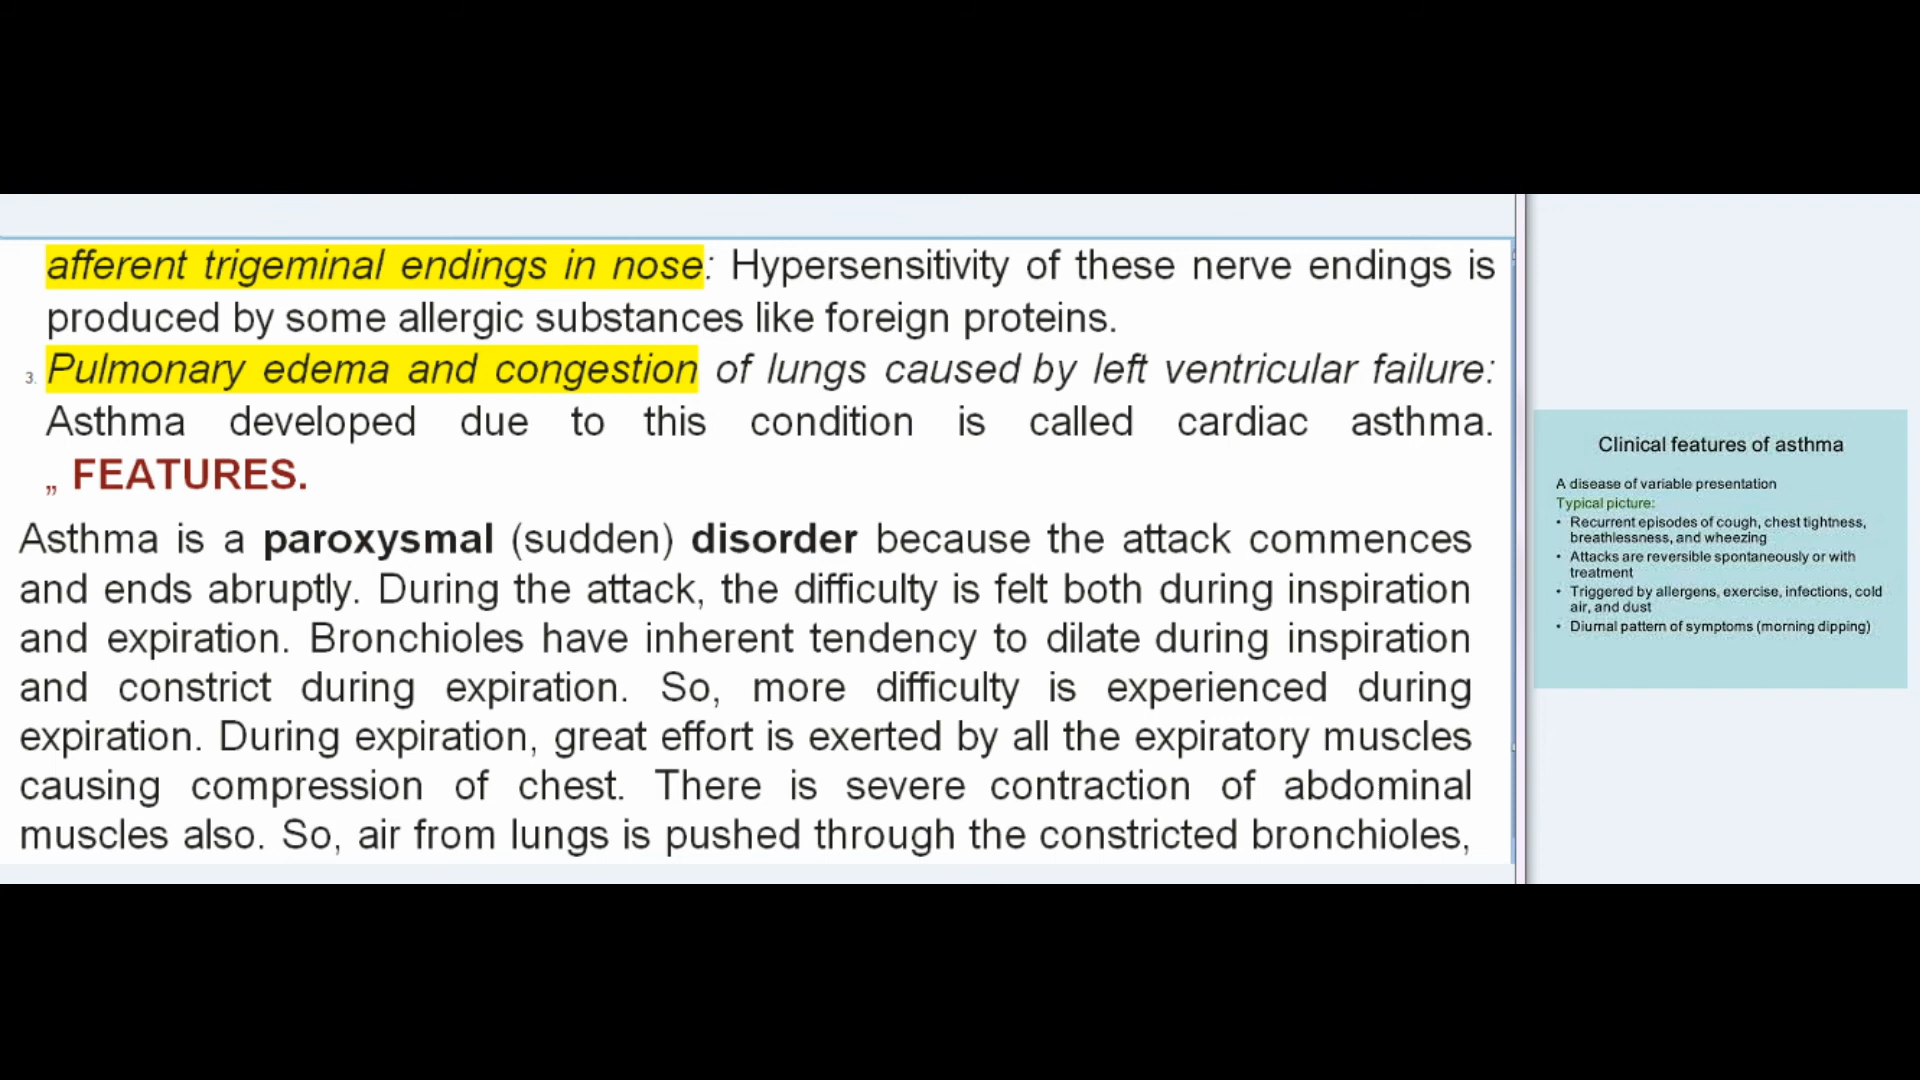 afferent trigeminal endings in nose: Hypersensitivity of these nerve endings is
produced by some allergic substances like foreign proteins.
3. Pulmonary edema and congestion of lungs caused by left ventricular failure:
Asthma developed due to this condition is called cardiac asthma.
„ FEATURES.
Asthma is a paroxysmal (sudden) disorder because the attack commences
and ends abruptly. During the attack, the difficulty is felt both during inspiration
and expiration. Bronchioles have inherent tendency to dilate during inspiration
and constrict during expiration. So, more difficulty is experienced during
expiration. During expiration, great effort is exerted by all the expiratory muscles
causing compression of chest. There is severe contraction of abdominal
muscles also. So, air from lungs is pushed through the constricted bronchioles,
Clinical features of asthma
A disease of variable presentation
Typical picture:
• Recurrent episodes of cough, chest tightness,
breathlessness, and wheezing
• Attacks are reversible spontaneously or with
treatment
• Triggered by allergens, exercise, infections, cold
air, and dust
• Diurnal pattern of symptoms (morning dipping)